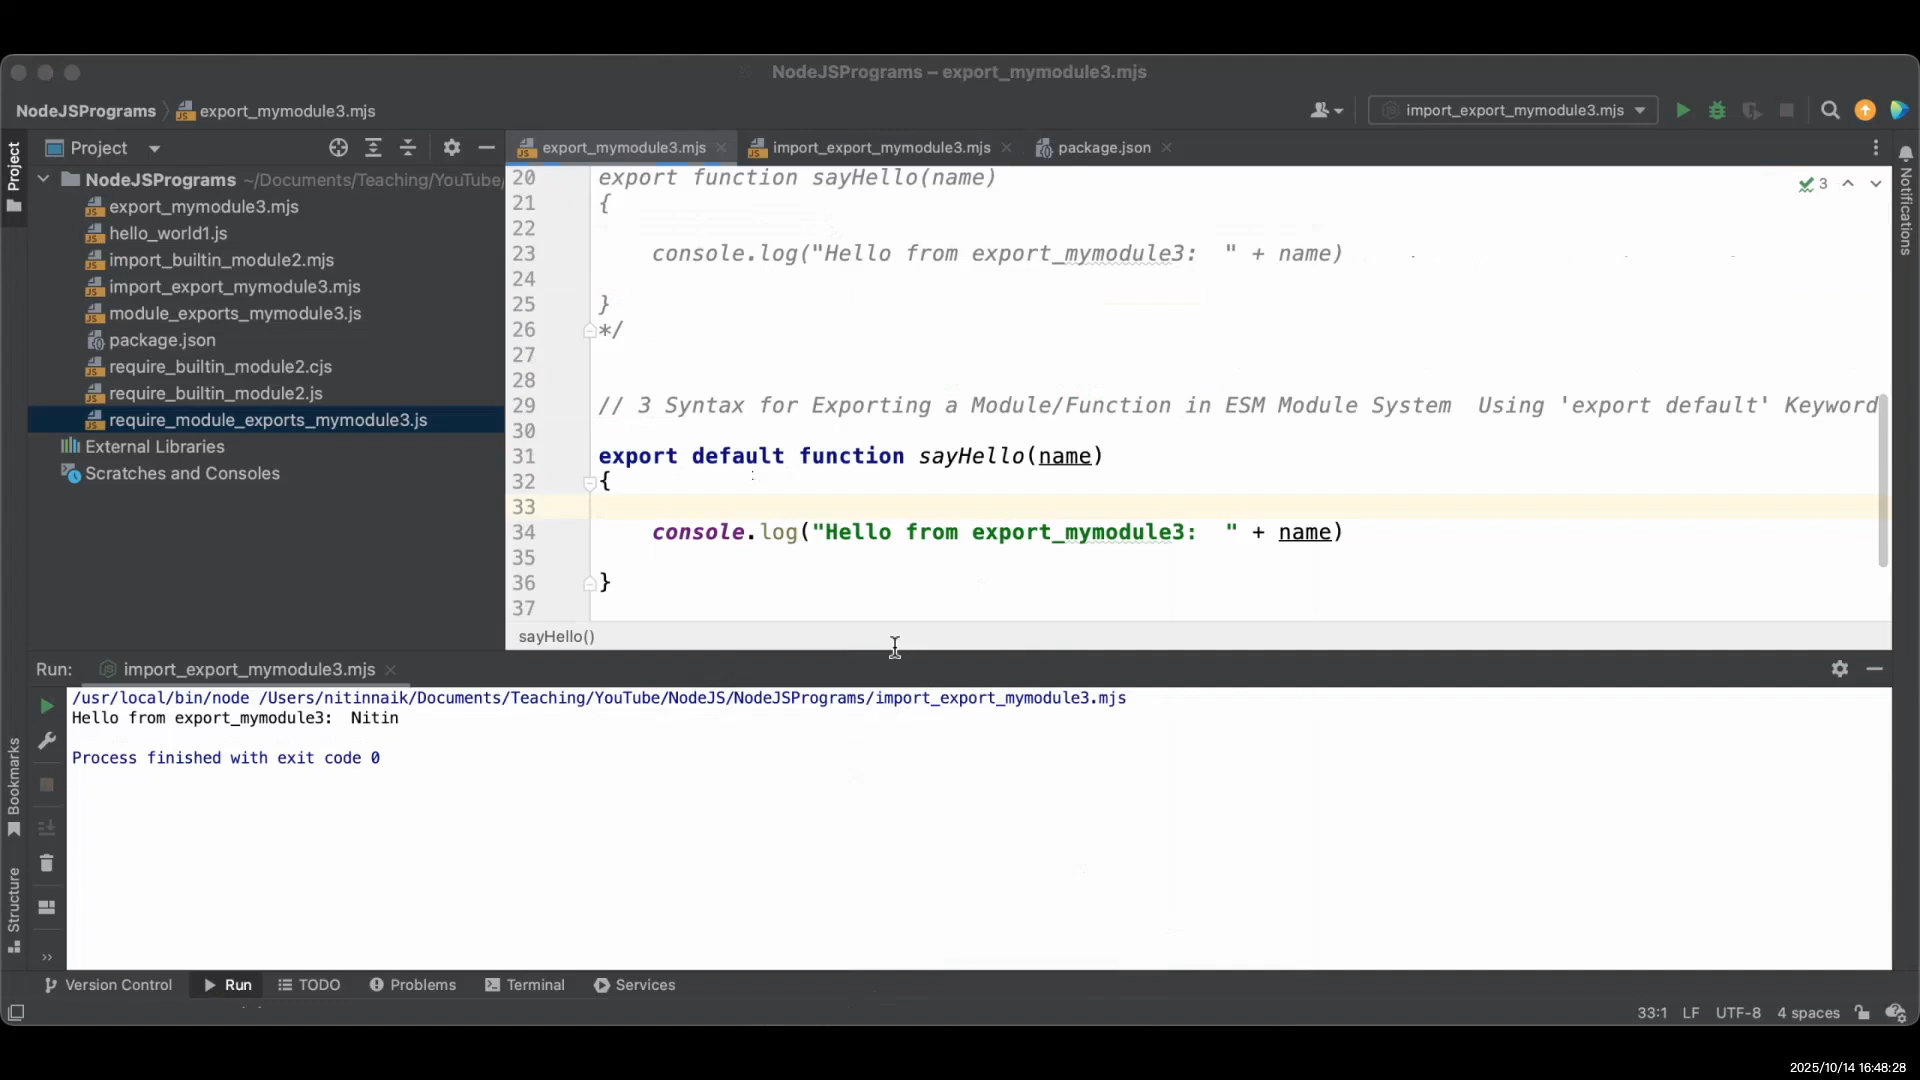 NodeJSPrograms – export_mymodule3.mjs
NodeJSPrograms
export_mymodule3.mjs
import_export_mymodule3.mjs
Project
Project
export_mymodule3.mjs
import_export_mymodule3.mjs
package.json
Notifications
NodeJSPrograms ~/Documents/Teaching/YouTube/
export_mymodule3.mjs
hello_world1.js
import_builtin_module2.mjs
import_export_mymodule3.mjs
module_exports_mymodule3.js
package.json
require_builtin_module2.cjs
require_builtin_module2.js
require_module_exports_mymodule3.js
External Libraries
Scratches and Consoles
3
20 export function sayHello(name)
21 {
22
23 console.log("Hello from export_mymodule3:  " + name)
24
25 }
26 */
27
28
29 // 3 Syntax for Exporting a Module/Function in ESM Module System  Using 'export default' Keyword
30
31 export default function sayHello(name)
32 {
33
34 console.log("Hello from export_mymodule3:  " + name)
35
36 }
37
sayHello()
Run: import_export_mymodule3.mjs
/usr/local/bin/node /Users/nitinnaik/Documents/Teaching/YouTube/NodeJS/NodeJSPrograms/import_export_mymodule3.mjs
Hello from export_mymodule3:  Nitin
Process finished with exit code 0
Bookmarks
Structure
Version Control
Run
TODO
Problems
Terminal
Services
33:1 LF UTF-8 4 spaces
2025/10/14 16:48:28